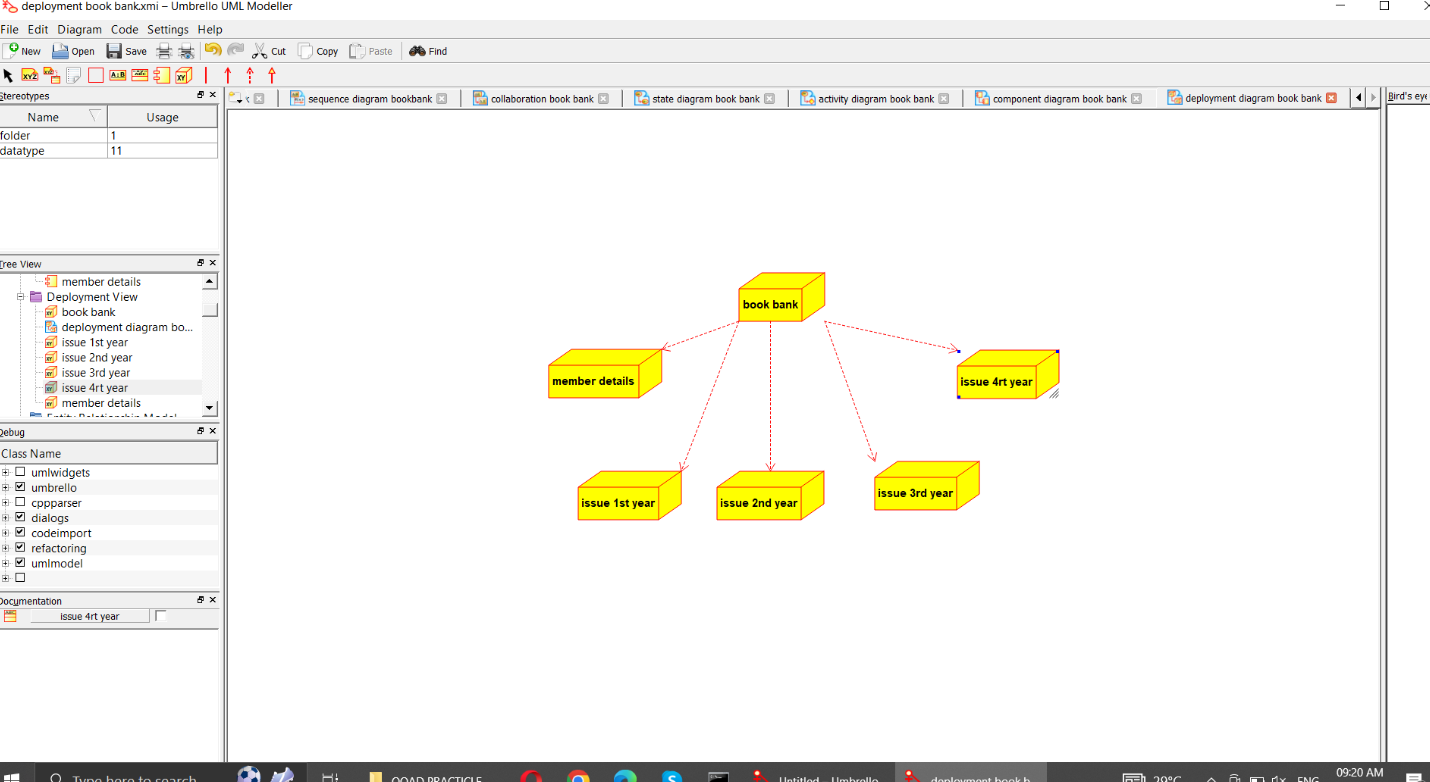 deployment book bank.xmi – Umbrello UML Modeller
File Edit Diagram Code Settings Help
New Open Save Cut Copy Paste Find
sequence diagram bookbank collaboration book bank state diagram book bank activity diagram book bank component diagram book bank deployment diagram book bank
Stereotypes
Name Usage
folder 1
datatype 11
Tree View
member details
Deployment View
book bank
deployment diagram bo...
issue 1st year
issue 2nd year
issue 3rd year
issue 4rt year
member details
Entity Relationship Model
Debug
Class Name
umlwidgets
umbrello
cppparser
dialogs
codeimport
refactoring
umlmodel
Documentation
issue 4rt year
Bird's eye
book bank
member details
issue 4rt year
issue 1st year
issue 2nd year
issue 3rd year
Type here to search
OOAD PRACTICLE
Untitled – Umbrello
deployment book b
29°C
ENG
09:20 AM